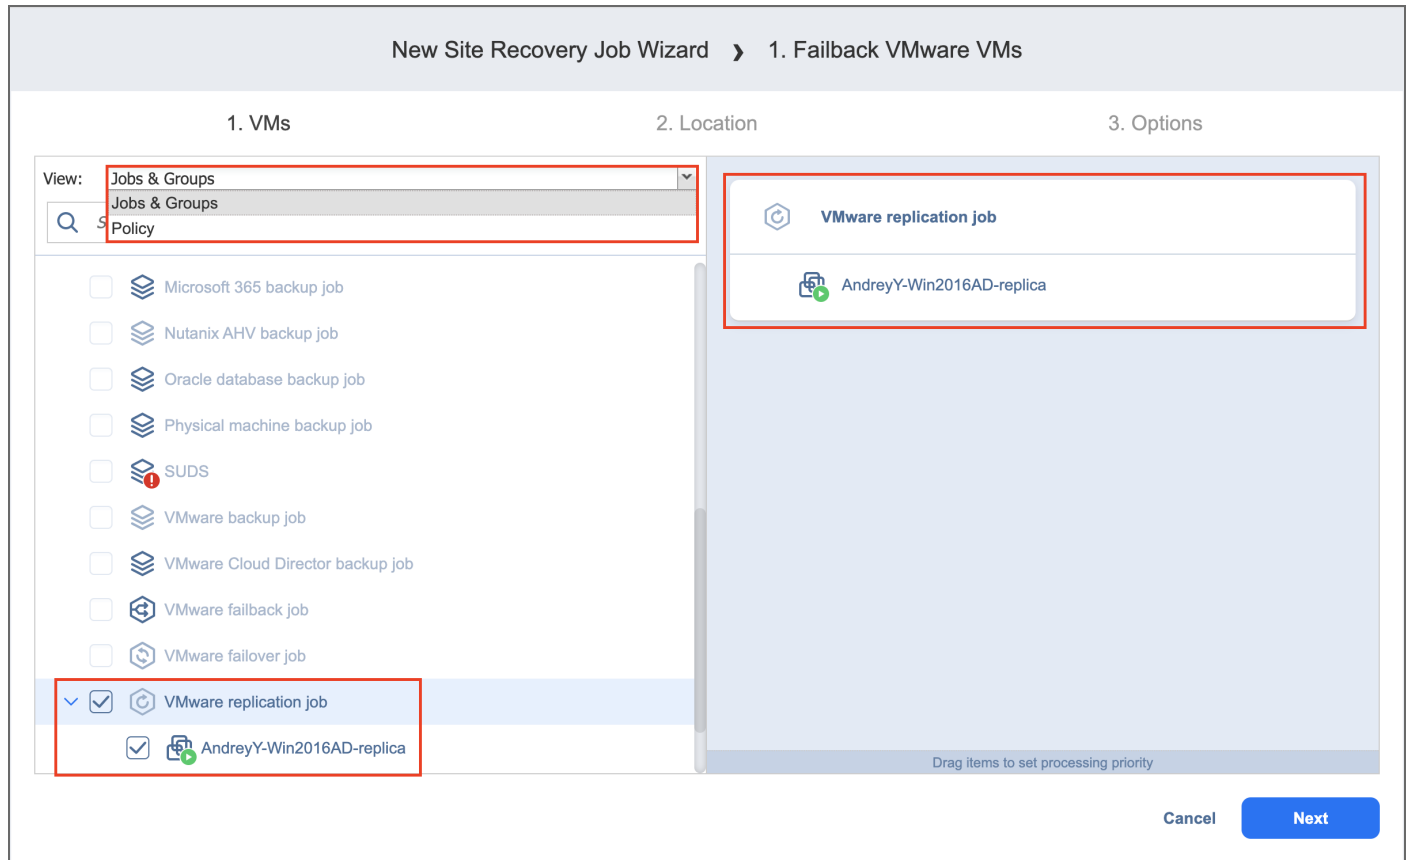 New Site Recovery Job Wizard ❯ 1. Failback VMware VMs
1. VMs
2. Location
3. Options
View:
Jobs & Groups
Jobs & Groups
Policy
S
Microsoft 365 backup job
Nutanix AHV backup job
Oracle database backup job
Physical machine backup job
SUDS
VMware backup job
VMware Cloud Director backup job
VMware failback job
VMware failover job
VMware replication job
AndreyY-Win2016AD-replica
VMware replication job
AndreyY-Win2016AD-replica
Drag items to set processing priority
Cancel
Next